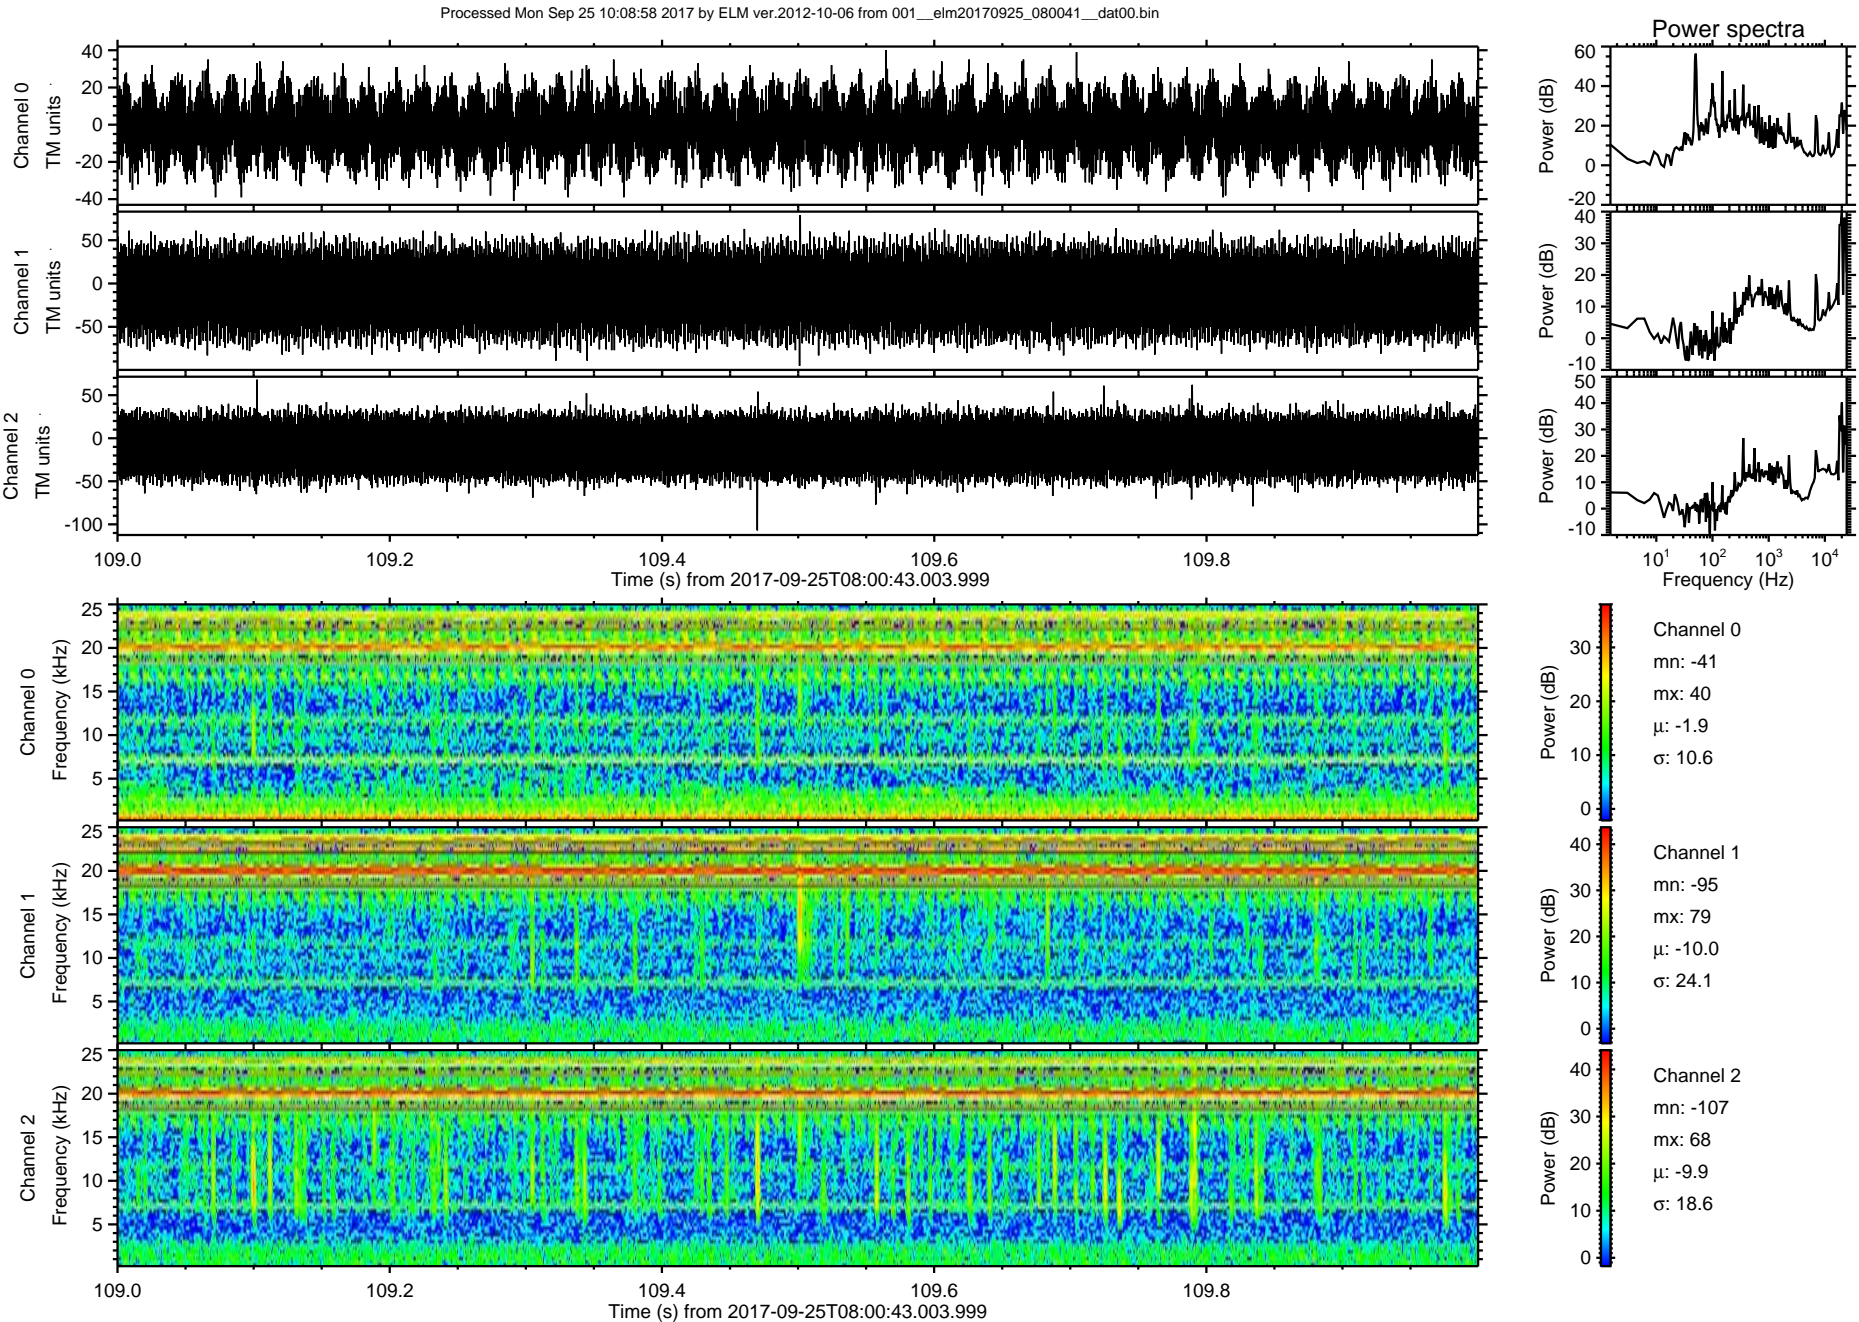 Processed Mon Sep 25 10:08:58 2017 by ELM ver.2012-10-06 from 001__elm20170925_080041__dat00.bin
Power spectra
Channel 0
TM units
40
20
0
-20
-40
Power (dB)
60
40
20
0
-20
Channel 1
TM units
50
0
-50
Power (dB)
40
30
20
10
0
-10
Channel 2
TM units
50
0
-50
-100
Power (dB)
50
40
30
20
10
0
-10
109.0 109.2 109.4 109.6 109.8
Time (s) from 2017-09-25T08:00:43.003.999
10¹ 10² 10³ 10⁴
Frequency (Hz)
Channel 0
Frequency (kHz)
25
20
15
10
5
Power (dB)
30
20
10
0
Channel 0
mn: -41
mx: 40
μ: -1.9
σ: 10.6
Channel 1
Frequency (kHz)
25
20
15
10
5
Power (dB)
40
30
20
10
0
Channel 1
mn: -95
mx: 79
μ: -10.0
σ: 24.1
Channel 2
Frequency (kHz)
25
20
15
10
5
Power (dB)
40
30
20
10
0
Channel 2
mn: -107
mx: 68
μ: -9.9
σ: 18.6
109.0 109.2 109.4 109.6 109.8
Time (s) from 2017-09-25T08:00:43.003.999